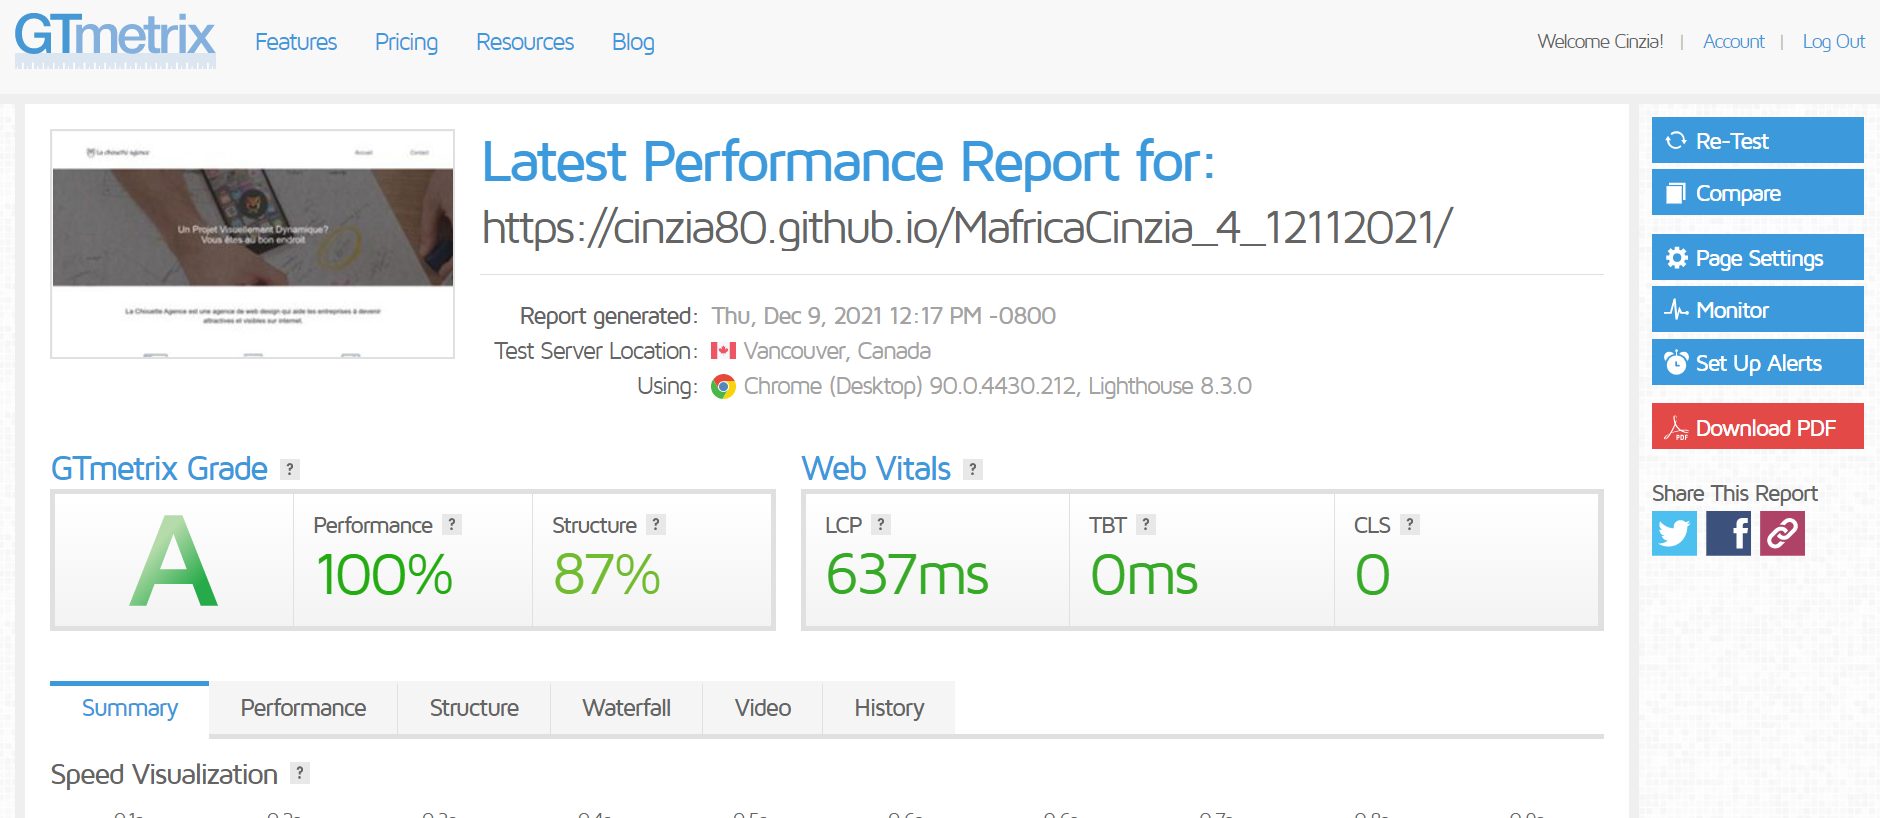 GTmetrix
Features Pricing Resources Blog
Welcome Cinzia! | Account | Log Out
La chouette agence Accueil Contact
Un Projet Visuellement Dynamique?
Vous êtes au bon endroit
La Chouette Agence est une agence de web design qui aide les entreprises à devenir
attractives et visibles sur internet.
Latest Performance Report for:
https://cinzia80.github.io/MafricaCinzia_4_12112021/
Report generated: Thu, Dec 9, 2021 12:17 PM -0800
Test Server Location: Vancouver, Canada
Using: Chrome (Desktop) 90.0.4430.212, Lighthouse 8.3.0
Re-Test
Compare
Page Settings
Monitor
Set Up Alerts
PDF Download PDF
Share This Report
GTmetrix Grade ?
A
Performance ?
100%
Structure ?
87%
Web Vitals ?
LCP ?
637ms
TBT ?
0ms
CLS ?
0
Summary Performance Structure Waterfall Video History
Speed Visualization ?